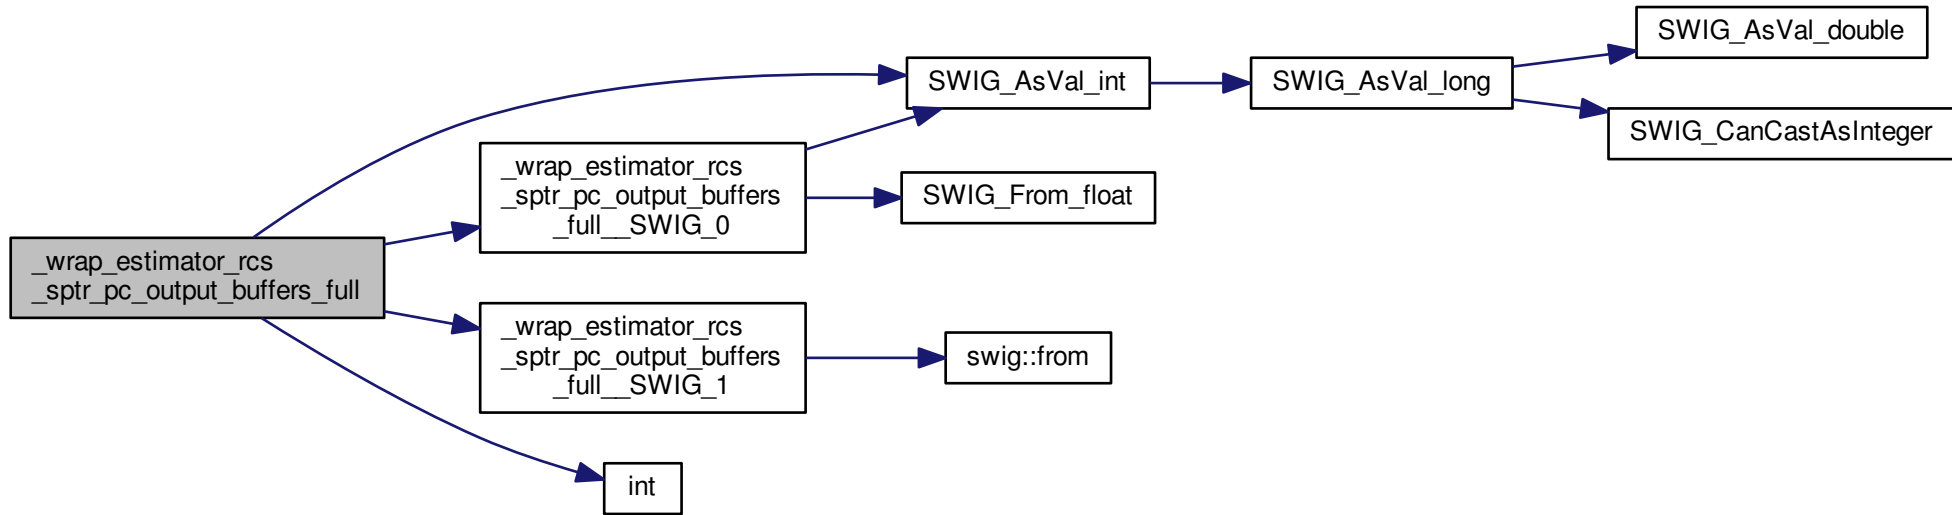 _wrap_estimator_rcs
_sptr_pc_output_buffers_full
_wrap_estimator_rcs
_sptr_pc_output_buffers
_full__SWIG_0
_wrap_estimator_rcs
_sptr_pc_output_buffers
_full__SWIG_1
int
SWIG_AsVal_int
SWIG_From_float
swig::from
SWIG_AsVal_long
SWIG_AsVal_double
SWIG_CanCastAsInteger